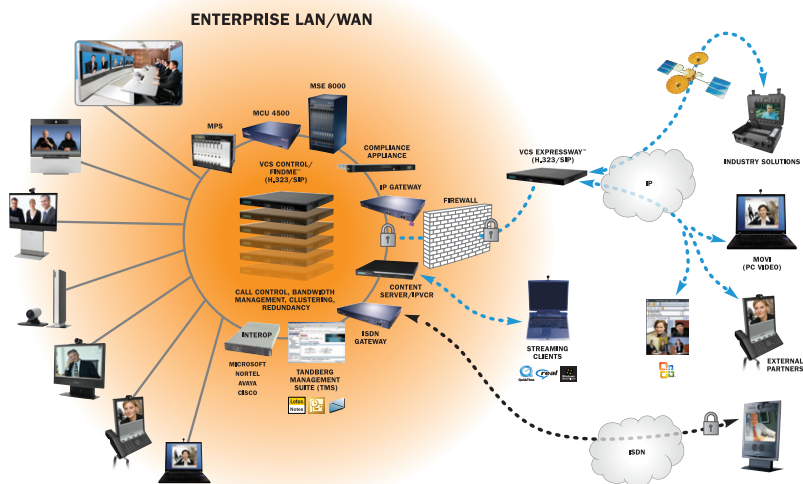 ENTERPRISE LAN/WAN
MSE 8000
MCU 4500
MPS
COMPLIANCE
APPLIANCE
VCS CONTROL/
FINDME™
(H.323/SIP)
IP GATEWAY
FIREWALL
VCS EXPRESSWAY™
(H.323/SIP)
IP
INDUSTRY SOLUTIONS
MOVI
(PC VIDEO)
CALL CONTROL, BANDWIDTH
MANAGEMENT, CLUSTERING,
REDUNDANCY
CONTENT
SERVER/IPVCR
ISDN
GATEWAY
INTEROP
MICROSOFT
NORTEL
AVAYA
CISCO
TANDBERG
MANAGEMENT
SUITE (TMS)
Lotus
Notes
STREAMING
CLIENTS
QuickTime
real
EXTERNAL
PARTNERS
ISDN